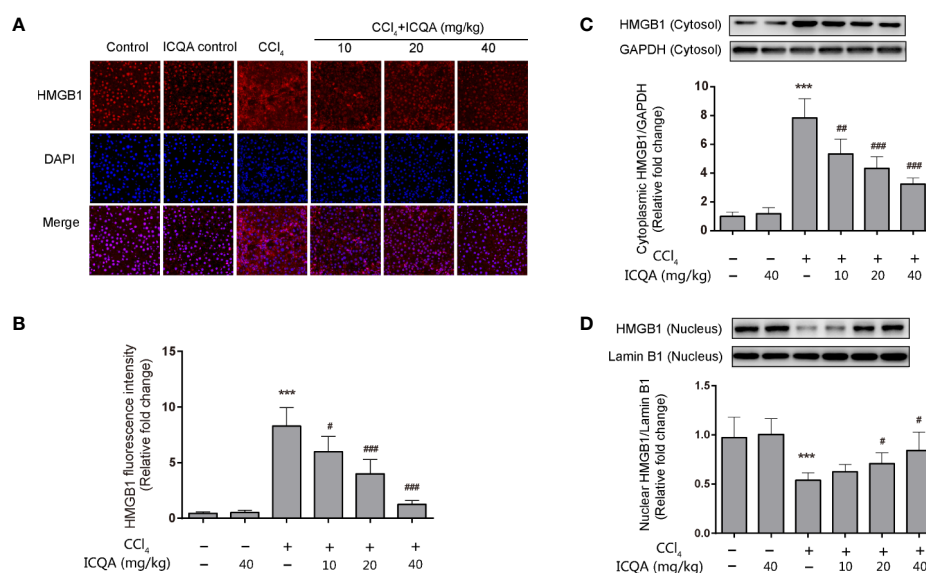 A
CCl4+ICQA (mg/kg)
Control ICQA control CCl4 10 20 40
HMGB1
DAPI
Merge
B
HMGB1 fluorescence intensity
(Relative fold change)
15
10
5
0
***
#
###
###
CCl4 – – + + + +
ICQA (mg/kg) – 40 – 10 20 40
C
HMGB1 (Cytosol)
GAPDH (Cytosol)
Cytoplasmic HMGB1/GAPDH
(Relative fold change)
10
8
6
4
2
0
***
##
###
###
CCl4 – – + + + +
ICQA (mg/kg) – 40 – 10 20 40
D
HMGB1 (Nucleus)
Lamin B1 (Nucleus)
Nuclear HMGB1/Lamin B1
(Relative fold change)
1.5
1.0
0.5
0.0
***
#
#
CCl4 – – + + + +
ICQA (mg/kg) – 40 – 10 20 40